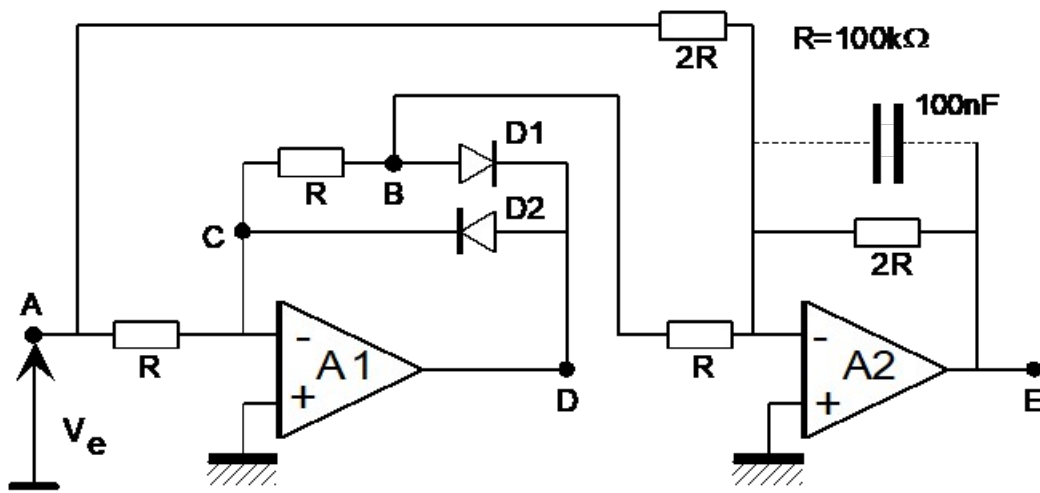 2R
R=100kΩ
100nF
D1
R
B
D2
C
2R
A
R
-
A1
+
D
R
-
A2
+
E
Ve